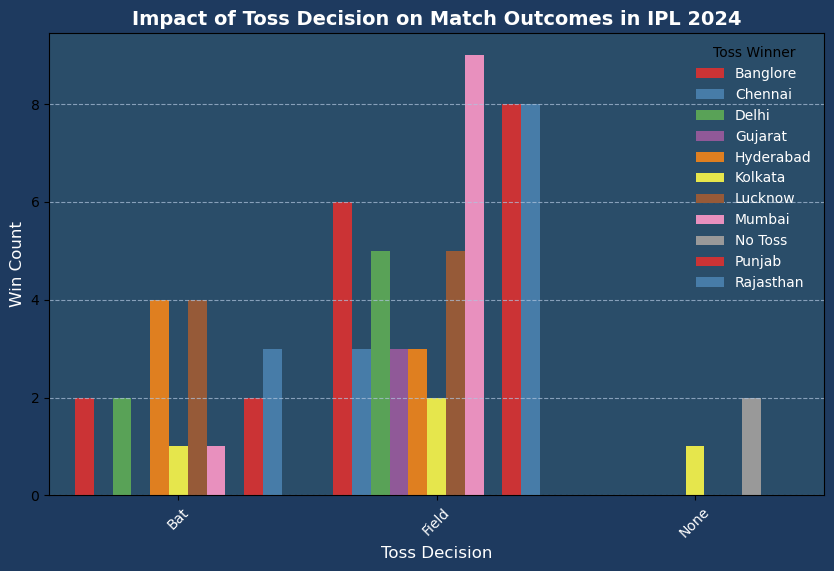 Impact of Toss Decision on Match Outcomes in IPL 2024
Toss Winner
Banglore
Chennai
Delhi
Gujarat
Hyderabad
Kolkata
Lucknow
Mumbai
No Toss
Punjab
Rajasthan
Win Count
8
6
4
2
0
Bat
Field
None
Toss Decision